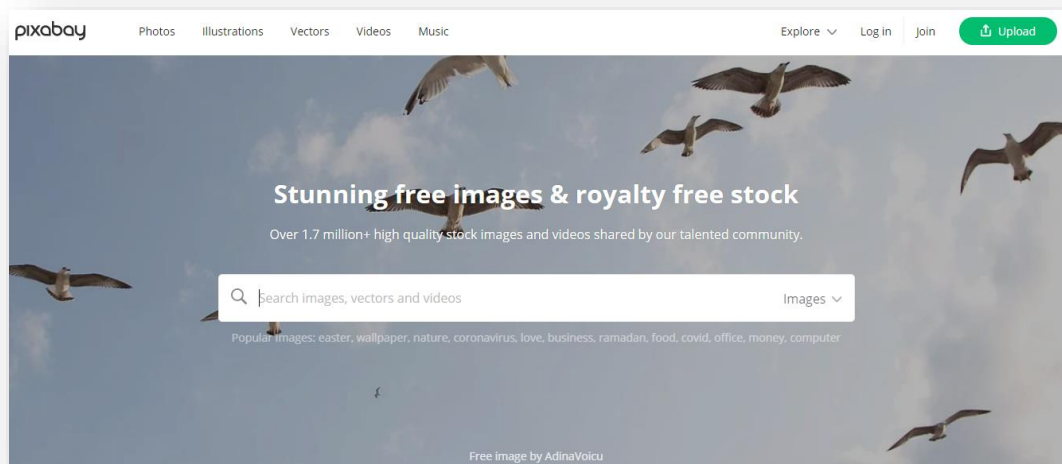 pixabay Photos Illustrations Vectors Videos Music Explore Log in Join Upload
Stunning free images & royalty free stock
Over 1.7 million+ high quality stock images and videos shared by our talented community.
Search images, vectors and videos Images
Popular images: easter, wallpaper, nature, coronavirus, love, business, ramadan, food, covid, office, money, computer
Free image by AdinaVoicu